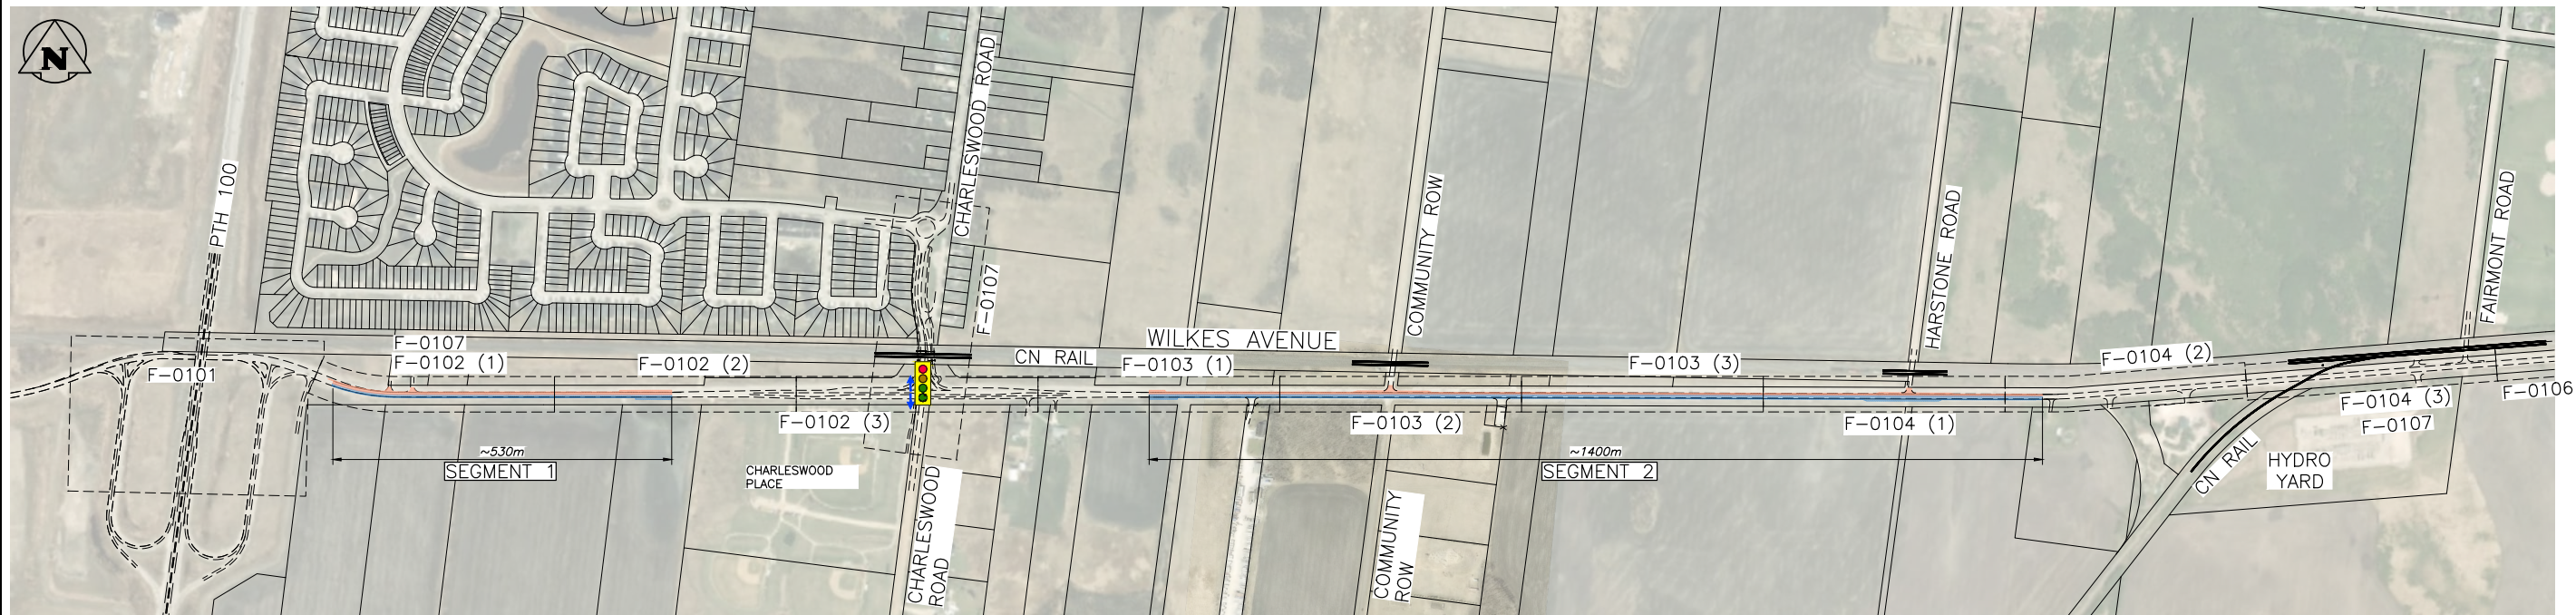 N
PTH 100
CHARLESWOOD ROAD
F-0107
COMMUNITY ROW
HARSTONE ROAD
FAIRMONT ROAD
F-0107
F-0102 (1)
F-0101
F-0102 (2)
CN RAIL
WILKES AVENUE
F-0103 (1)
F-0103 (3)
F-0104 (2)
F-0102 (3)
F-0103 (2)
F-0104 (1)
F-0104 (3)
F-0106
F-0107
~530m
SEGMENT 1
CHARLESWOOD
PLACE
CHARLESWOOD
ROAD
COMMUNITY
ROW
~1400m
SEGMENT 2
CN RAIL
HYDRO
YARD